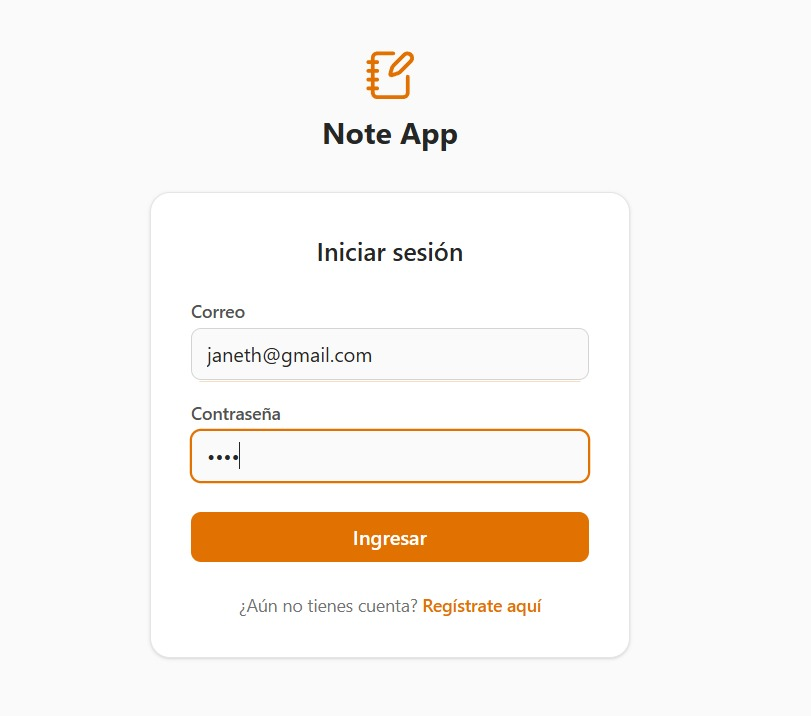 Note App
Iniciar sesión
Correo
janeth@gmail.com
Contraseña
••••
Ingresar
¿Aún no tienes cuenta? Regístrate aquí